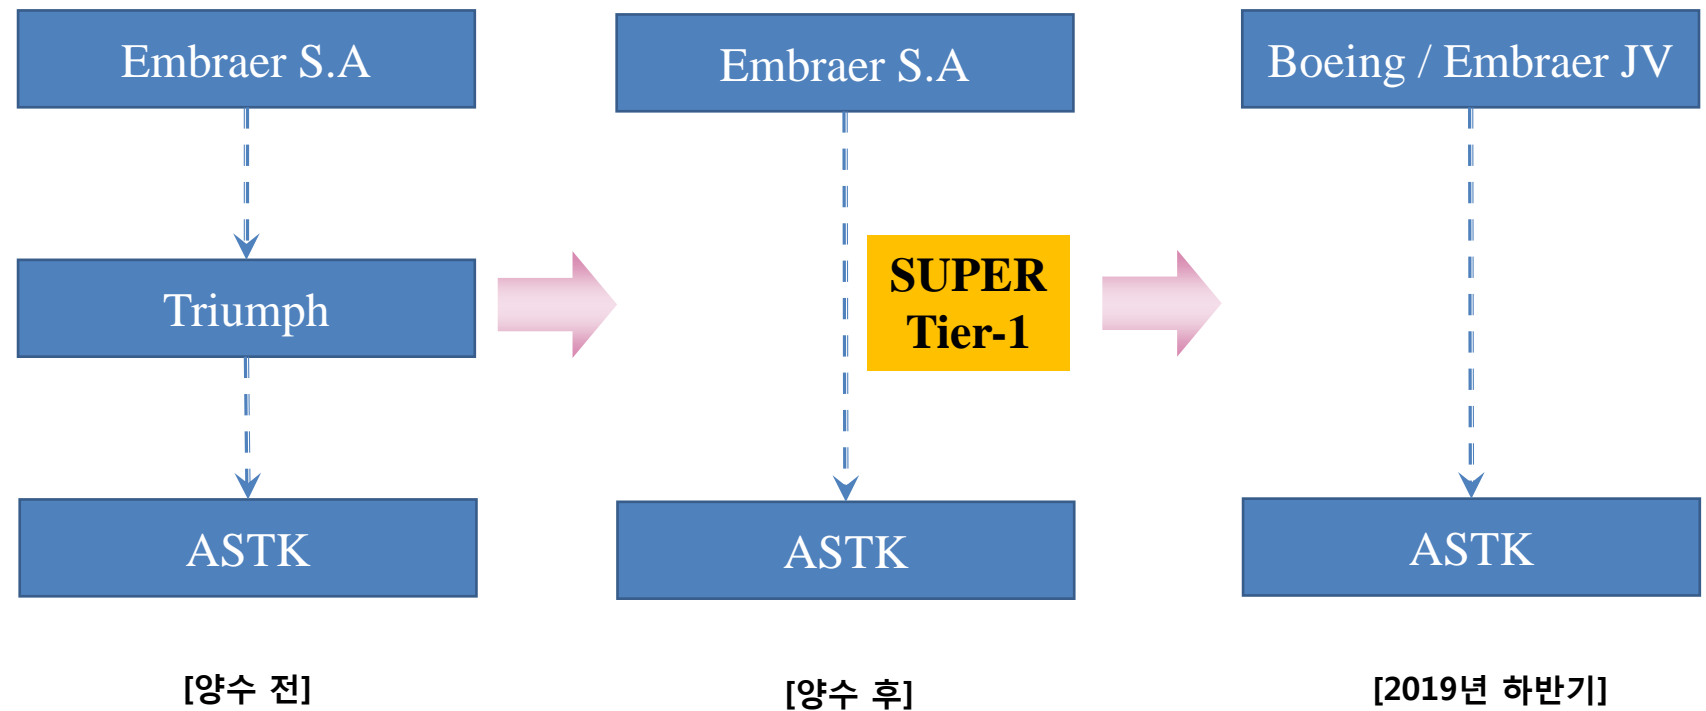 Embraer S.A
Triumph
ASTK
[양수 전]
Embraer S.A
SUPER
Tier-1
ASTK
[양수 후]
Boeing / Embraer JV
ASTK
[2019년 하반기]